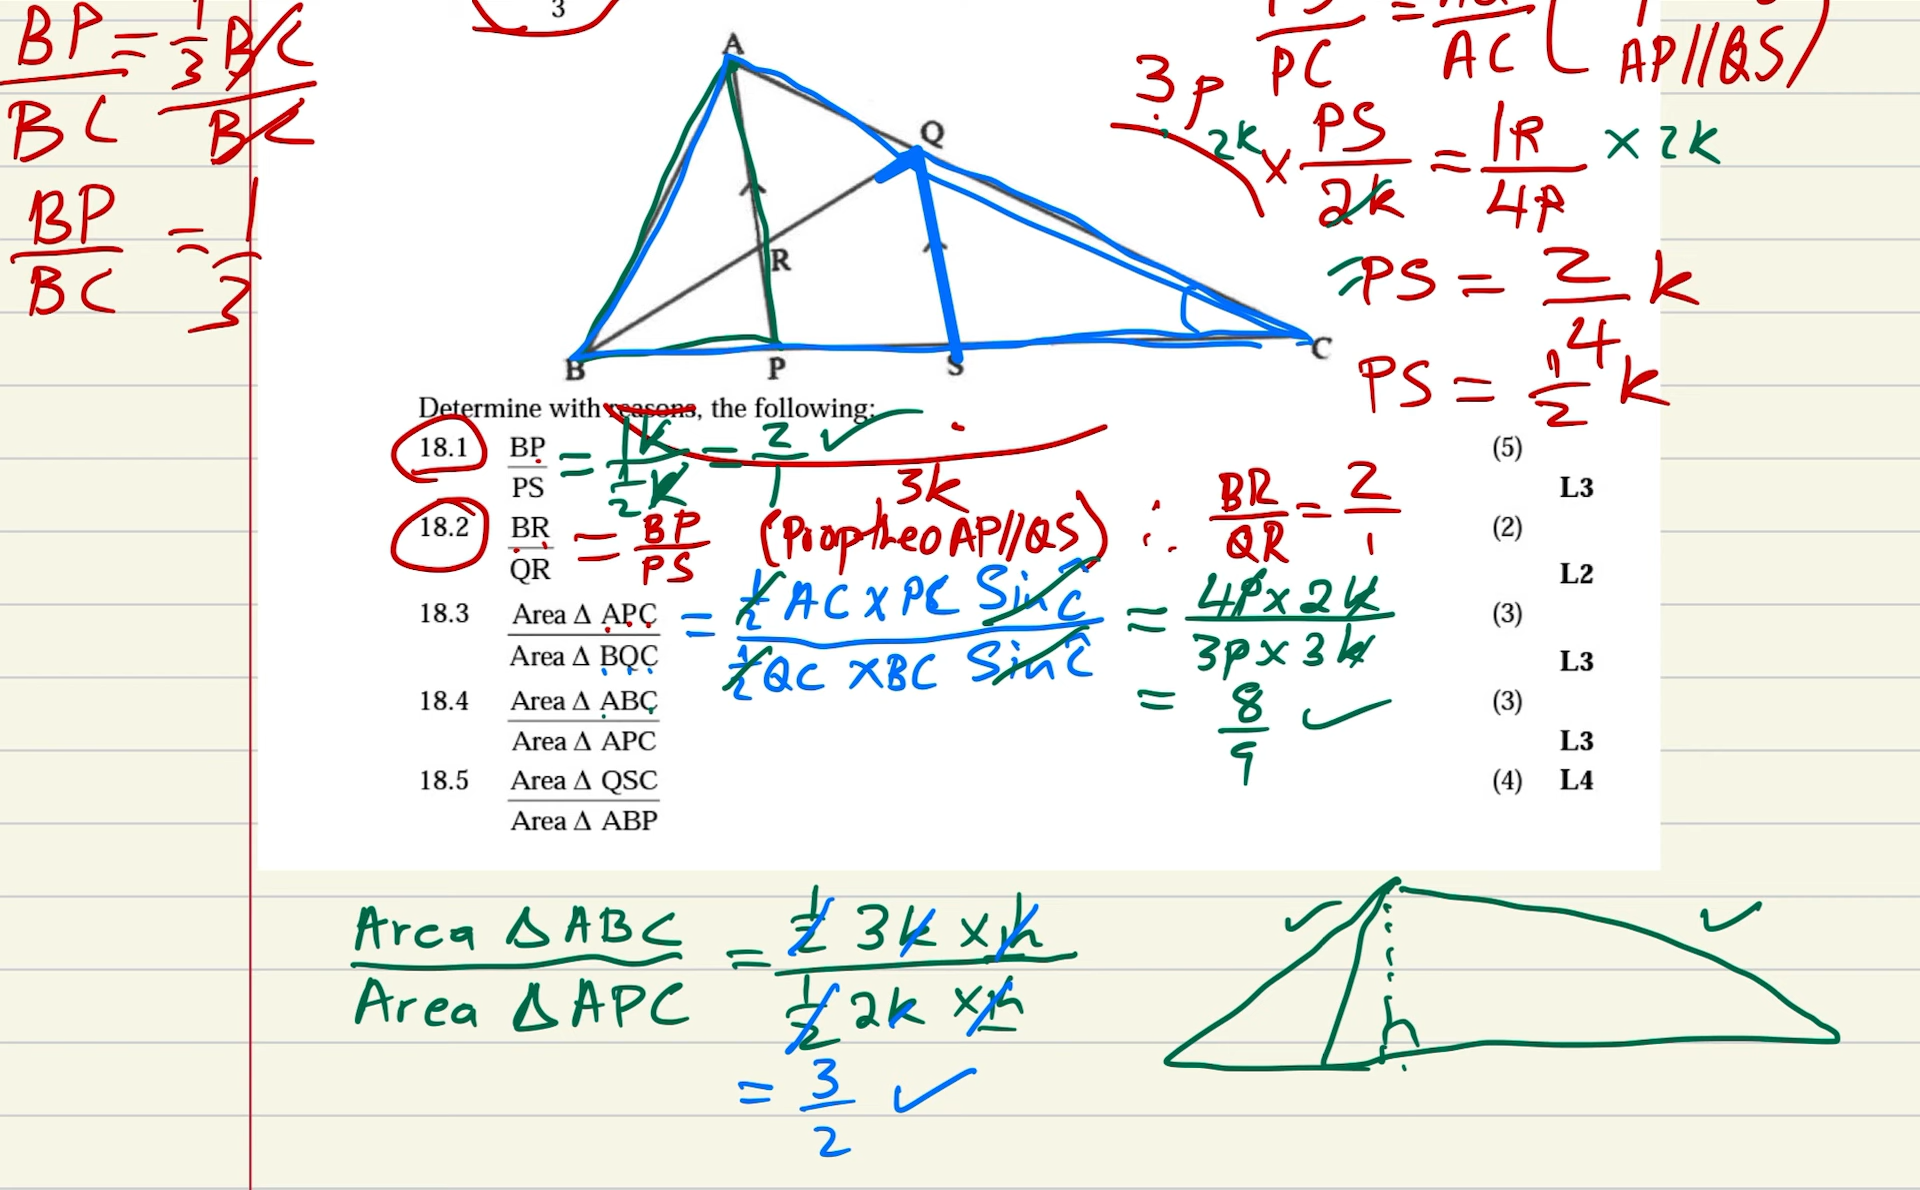 3
BP = 1/3 BC
BC BC
BP = 1
BC 3
A
Q
R
B P S C
3p
PC AC
AP//QS)
2k × PS = 1p × 2k
2k 4p
PS = 2 k
4
PS = 1 k
2
Determine with reasons, the following:
18.1 BP = 1k = 2 (5)
PS 1/2 k 1 3k L3
18.2 BR = BP (Prop theo AP//QS) ∴ BR = 2 (2)
QR PS QR 1 L2
18.3 Area Δ APC = 1/2 AC × PC Sin Ĉ = 4p × 2k (3)
Area Δ BQC 1/2 QC × BC Sin Ĉ 3p × 3k L3
18.4 Area Δ ABC = 8 (3)
Area Δ APC 9 L3
18.5 Area Δ QSC (4) L4
Area Δ ABP
Area Δ ABC = 1/2 3k × h
Area Δ APC 1/2 2k × h
= 3
2